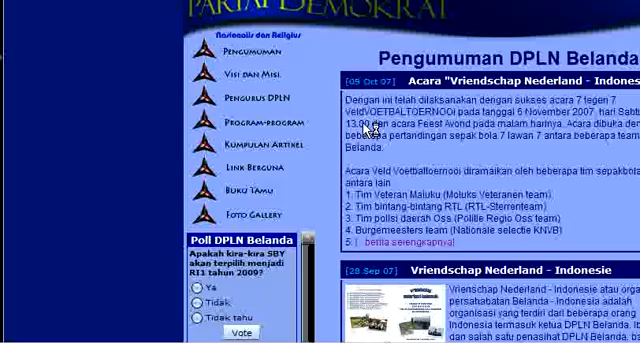 PARTAI DEMOKRAT
Nasionalis dan Religius
PENGUMUMAN
VISI DAN MISI
PENGURUS DPLN
PROGRAM-PROGRAM
KUMPULAN ARTIKEL
LINK BERGUNA
BUKU TAMU
FOTO GALLERY
Poll DPLN Belanda
Apakah kira-kira SBY
akan terpilih menjadi
RI1 tahun 2009?
Ya
Tidak
Tidak tahu
Vote
Pengumuman DPLN Belanda
[09 Oct 07] Acara "Vriendschap Nederland - Indones
Dengan ini telah dilaksanakan dengan sukses acara 7 tegen 7
VeldVOETBALTOERNOOI pada tanggal 6 November 2007, hari Sabtu
13.00 dan acara Feest Avond pada malam harinya. Acara dibuka de
beberapa pertandingan sepak bola 7 lawan 7 antara beberapa team
Belanda.
Acara Veld Voetbaltoernooi diramaikan oleh beberapa tim sepakbola
antara lain
1. Tim Veteran Maluku (Moluks Veteranen team)
2. Tim bintang-bintang RTL (RTL-Sterrenteam)
3. Tim polisi daerah Oss (Politie Regio Oss team)
4. Burgemeesters team (Nationale selectie KNVB)
5. [ berita selengkapnya]
[28 Sep 07] Vriendschap Nederland - Indonesie
Vrienschap Nederland - Indonesie atau orga
persahabatan Belanda - Indonesia adalah
organisasi yang terdiri dari beberapa orang
Indonesia termasuk ketua DPLN Belanda, I
dan salah satu penasihat DPLN Belanda, b